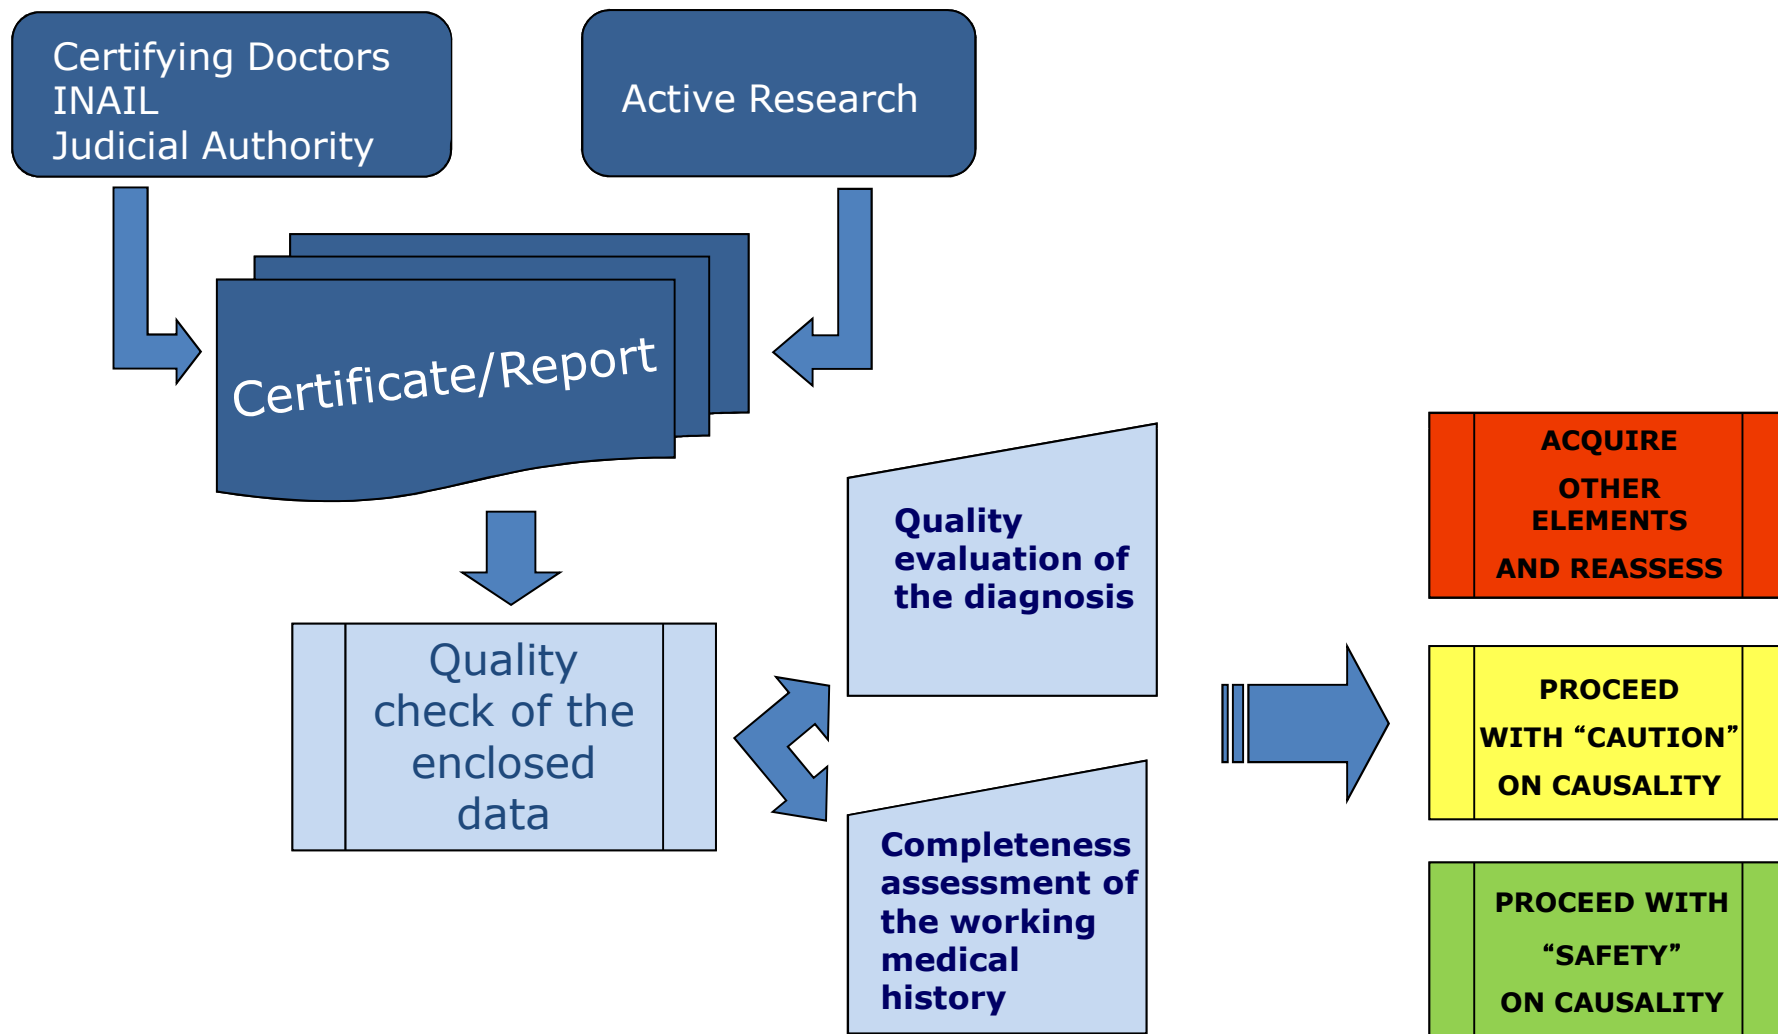 Certifying Doctors
INAIL
Judicial Authority
Active Research
Certificate/Report
Quality
check of the
enclosed
data
Quality
evaluation of
the diagnosis
Completeness
assessment of
the working
medical
history
ACQUIRE
OTHER
ELEMENTS
AND REASSESS
PROCEED
WITH “CAUTION”
ON CAUSALITY
PROCEED WITH
“SAFETY”
ON CAUSALITY